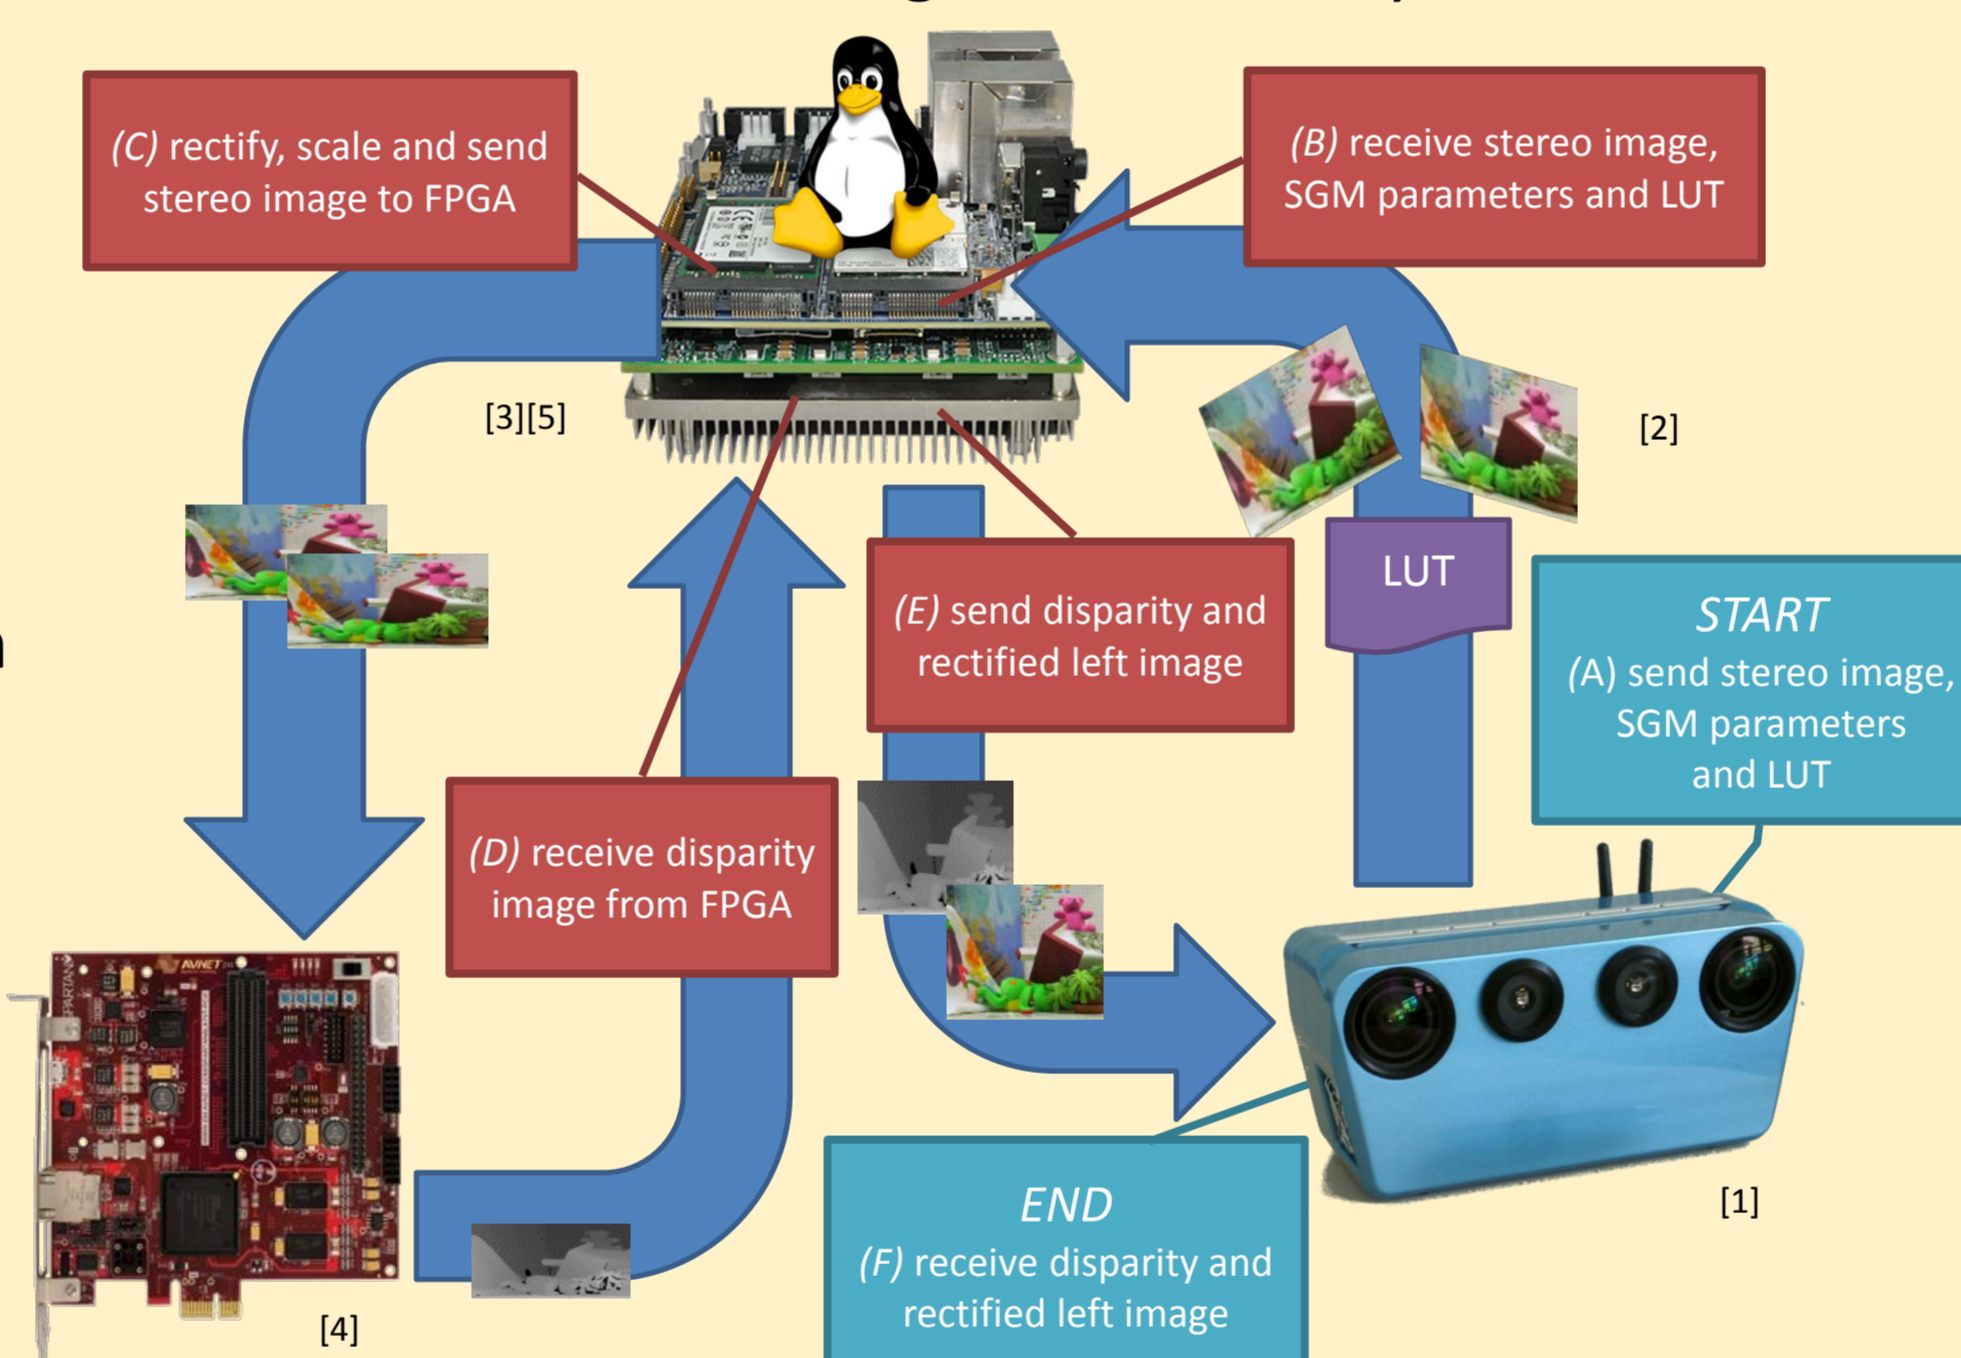 (C) rectify, scale and send
stereo image to FPGA
(B) receive stereo image,
SGM parameters and LUT
[3][5]
[2]
LUT
(E) send disparity and
rectified left image
START
(A) send stereo image,
SGM parameters
and LUT
(D) receive disparity
image from FPGA
AVNET
SPARTAN
[1]
END
(F) receive disparity and
rectified left image
[4]